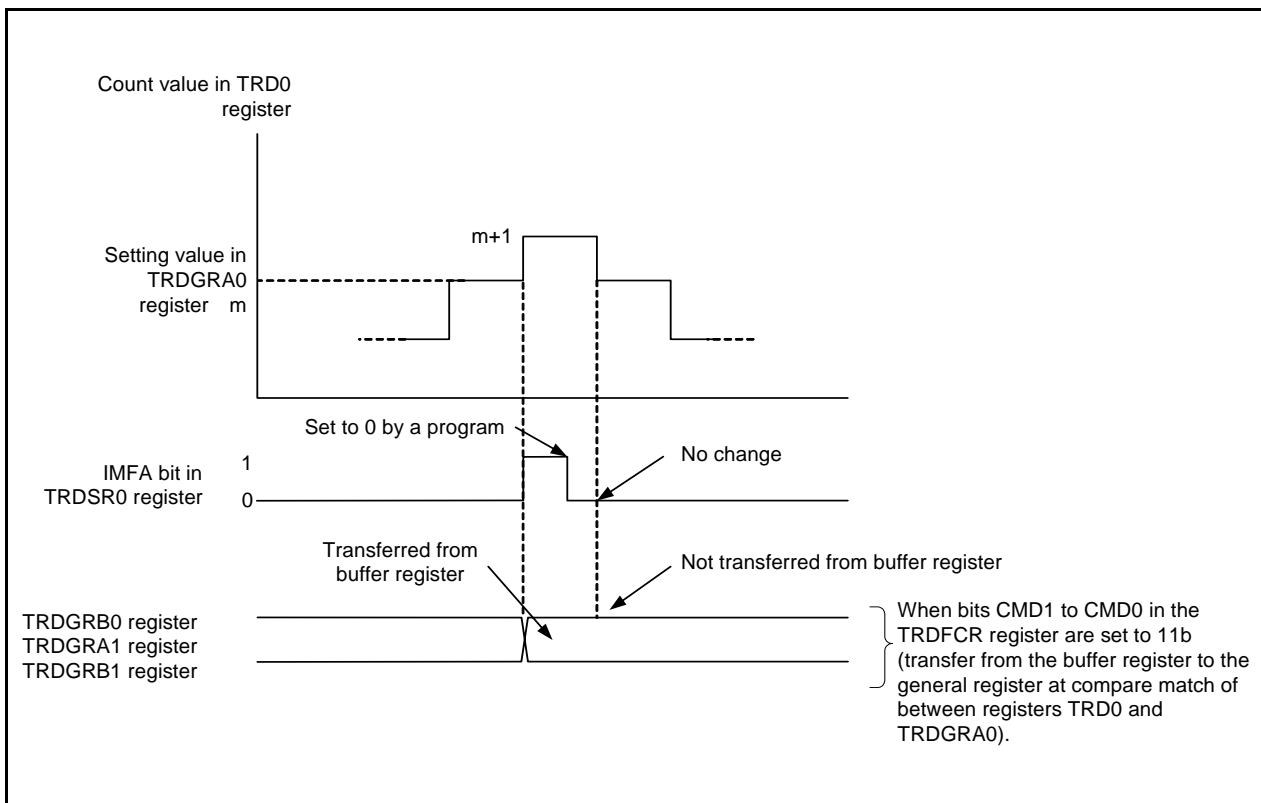 Count value in TRD0
register
m+1
Setting value in
TRDGRA0
register m
Set to 0 by a program
No change
IMFA bit in
TRDSR0 register
1
0
Transferred from
buffer register
Not transferred from buffer register
TRDGRB0 register
TRDGRA1 register
TRDGRB1 register
When bits CMD1 to CMD0 in the
TRDFCR register are set to 11b
(transfer from the buffer register to the
general register at compare match of
between registers TRD0 and
TRDGRA0).